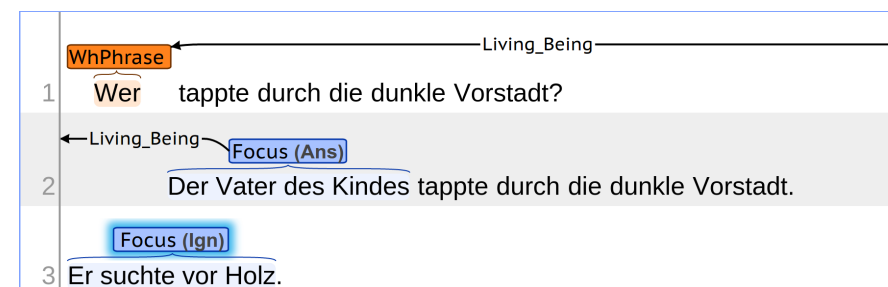 Living_Being
WhPhrase
1 Wer tappte durch die dunkle Vorstadt?
Living_Being
Focus (Ans)
2 Der Vater des Kindes tappte durch die dunkle Vorstadt.
Focus (Ign)
3 Er suchte vor Holz.